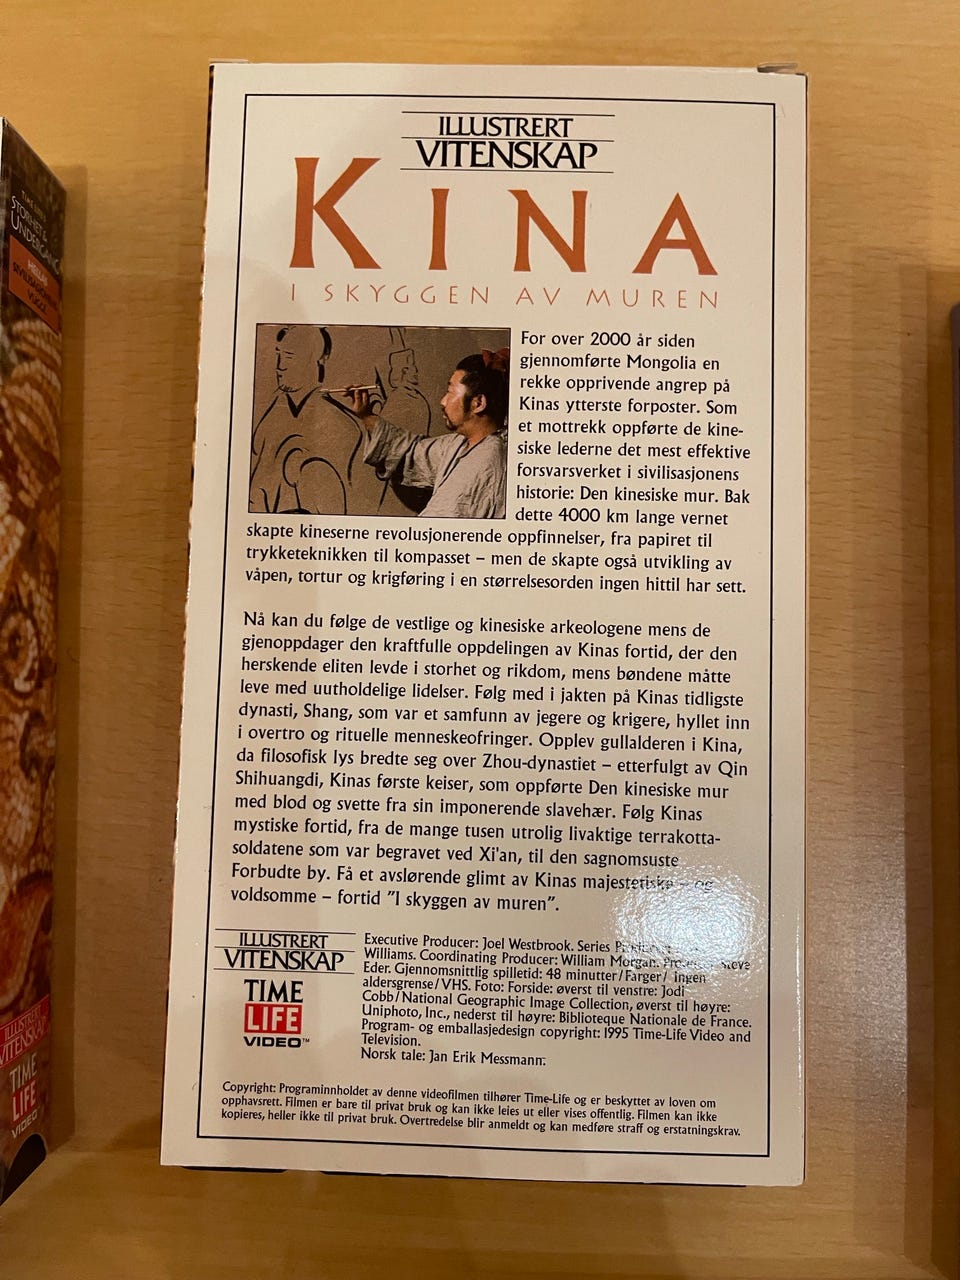 ILLUSTRERT
VITENSKAP
KINA
I SKYGGEN AV MUREN
For over 2000 år siden
gjennomførte Mongolia en
rekke opprivende angrep på
Kinas ytterste forposter. Som
et mottrekk oppførte de kine-
siske lederne det mest effektive
forsvarsverket i sivilisasjonens
historie: Den kinesiske mur. Bak
dette 4000 km lange vernet
skapte kineserne revolusjonerende oppfinnelser, fra papiret til
trykketeknikken til kompasset – men de skapte også utvikling av
våpen, tortur og krigføring i en størrelsesorden ingen hittil har sett.
Nå kan du følge de vestlige og kinesiske arkeologene mens de
gjenoppdager den kraftfulle oppdelingen av Kinas fortid, der den
herskende eliten levde i storhet og rikdom, mens bøndene måtte
leve med uutholdelige lidelser. Følg med i jakten på Kinas tidligste
dynasti, Shang, som var et samfunn av jegere og krigere, hyllet inn
i overtro og rituelle menneskeofringer. Opplev gullalderen i Kina,
da filosofisk lys bredte seg over Zhou-dynastiet – etterfulgt av Qin
Shihuangdi, Kinas første keiser, som oppførte Den kinesiske mur
med blod og svette fra sin imponerende slavehær. Følg Kinas
mystiske fortid, fra de mange tusen utrolig livaktige terrakotta-
soldatene som var begravet ved Xi'an, til den sagnomsuste
Forbudte by. Få et avslørende glimt av Kinas majestetiske – og
voldsomme – fortid "I skyggen av muren".
ILLUSTRERT
VITENSKAP
TIME
LIFE
VIDEO™
Executive Producer: Joel Westbrook. Series
Williams. Coordinating Producer: William Morgan. Steve
Eder. Gjennomsnittlig spilletid: 48 minutter/Farger/ Ingen
aldersgrense/VHS. Foto: Forside: øverst til venstre: Jodi
Cobb/National Geographic Image Collection, øverst til høyre:
Uniphoto, Inc., nederst til høyre: Biblioteque Nationale de France.
Program- og emballasjedesign copyright: 1995 Time-Life Video and
Television.
Norsk tale: Jan Erik Messmann.
Copyright: Programinnholdet av denne videofilmen tilhører Time-Life og er beskyttet av loven om
opphavsrett. Filmen er bare til privat bruk og kan ikke leies ut eller vises offentlig. Filmen kan ikke
kopieres, heller ikke til privat bruk. Overtredelse blir anmeldt og kan medføre straff og erstatningskrav.
STORHET &
UNDERGANG
HELLAS
SIVILISASJONENS
VUGGE
ILLUSTRERT
VITENSKAP
TIME
LIFE
VIDEO